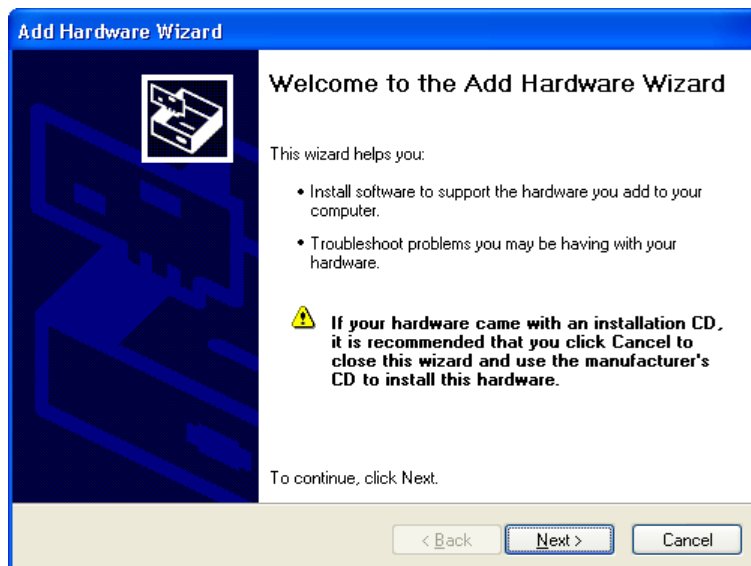 Add Hardware Wizard
Welcome to the Add Hardware Wizard
This wizard helps you:
• Install software to support the hardware you add to your
computer.
• Troubleshoot problems you may be having with your
hardware.
If your hardware came with an installation CD,
it is recommended that you click Cancel to
close this wizard and use the manufacturer's
CD to install this hardware.
To continue, click Next.
< Back
Next >
Cancel